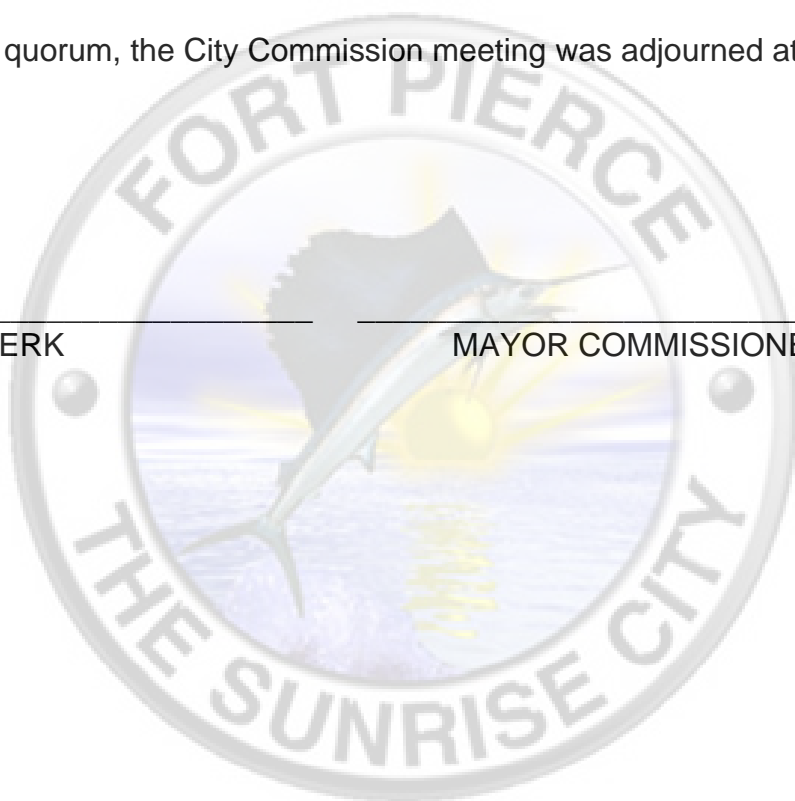 quorum, the City Commission meeting was adjourned at
FORT PIERCE
ERK
MAYOR COMMISSIONE
THE SUNRISE CITY